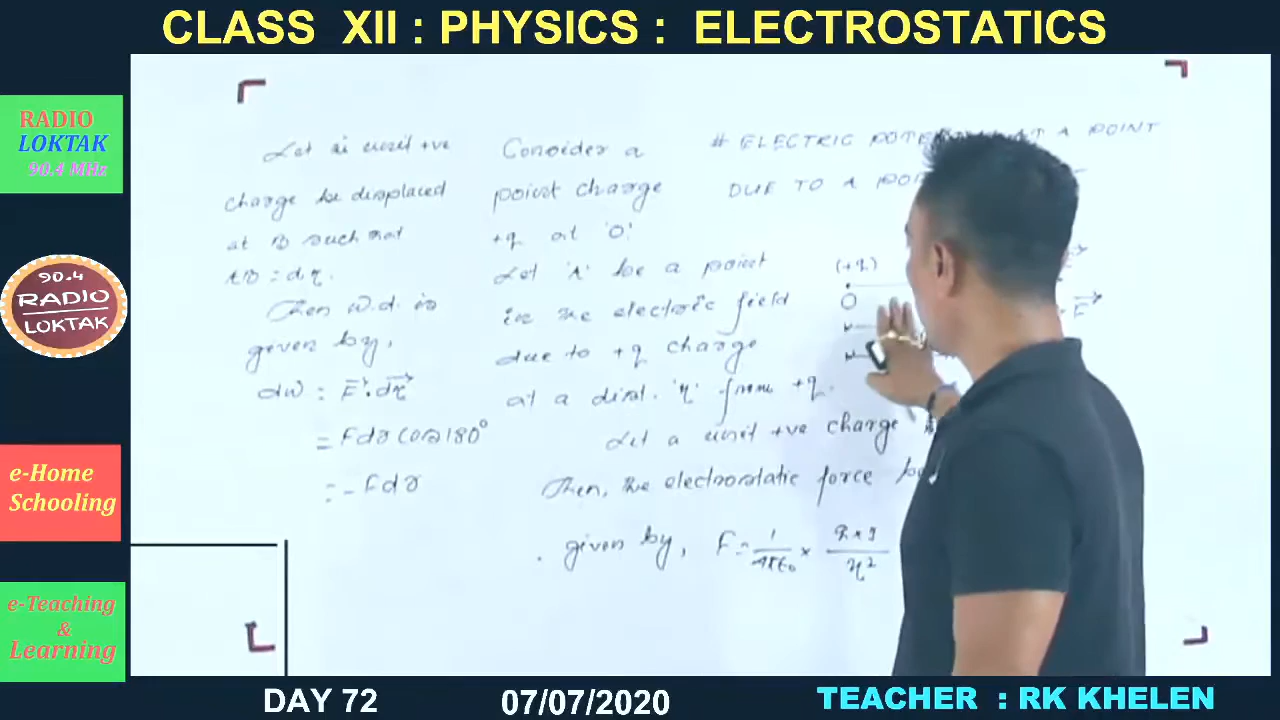 CLASS XII : PHYSICS : ELECTROSTATICS
RADIO
LOKTAK
90.4 MHz
90.4
RADIO
LOKTAK
e-Home
Schooling
e-Teaching
&
Learning
# ELECTRIC AT A POINT
DUE TO A
(+q)
O
F
Consider a
point charge
+q at 'O'.
Let 'A' be a point
in the electric field
due to +q charge
at a dist. 'r' from +q.
Let a unit +ve charge
Then, the electrostatic force
given by, F = 1/4πε₀ × q×1/r²
Let unit +ve
charge be displaced
at B such that
AB = dr.
Then W.d. is
given by,
dw = F⃗.dr⃗
= Fdr Cos180°
= -Fdr
DAY 72
07/07/2020
TEACHER : RK KHELEN